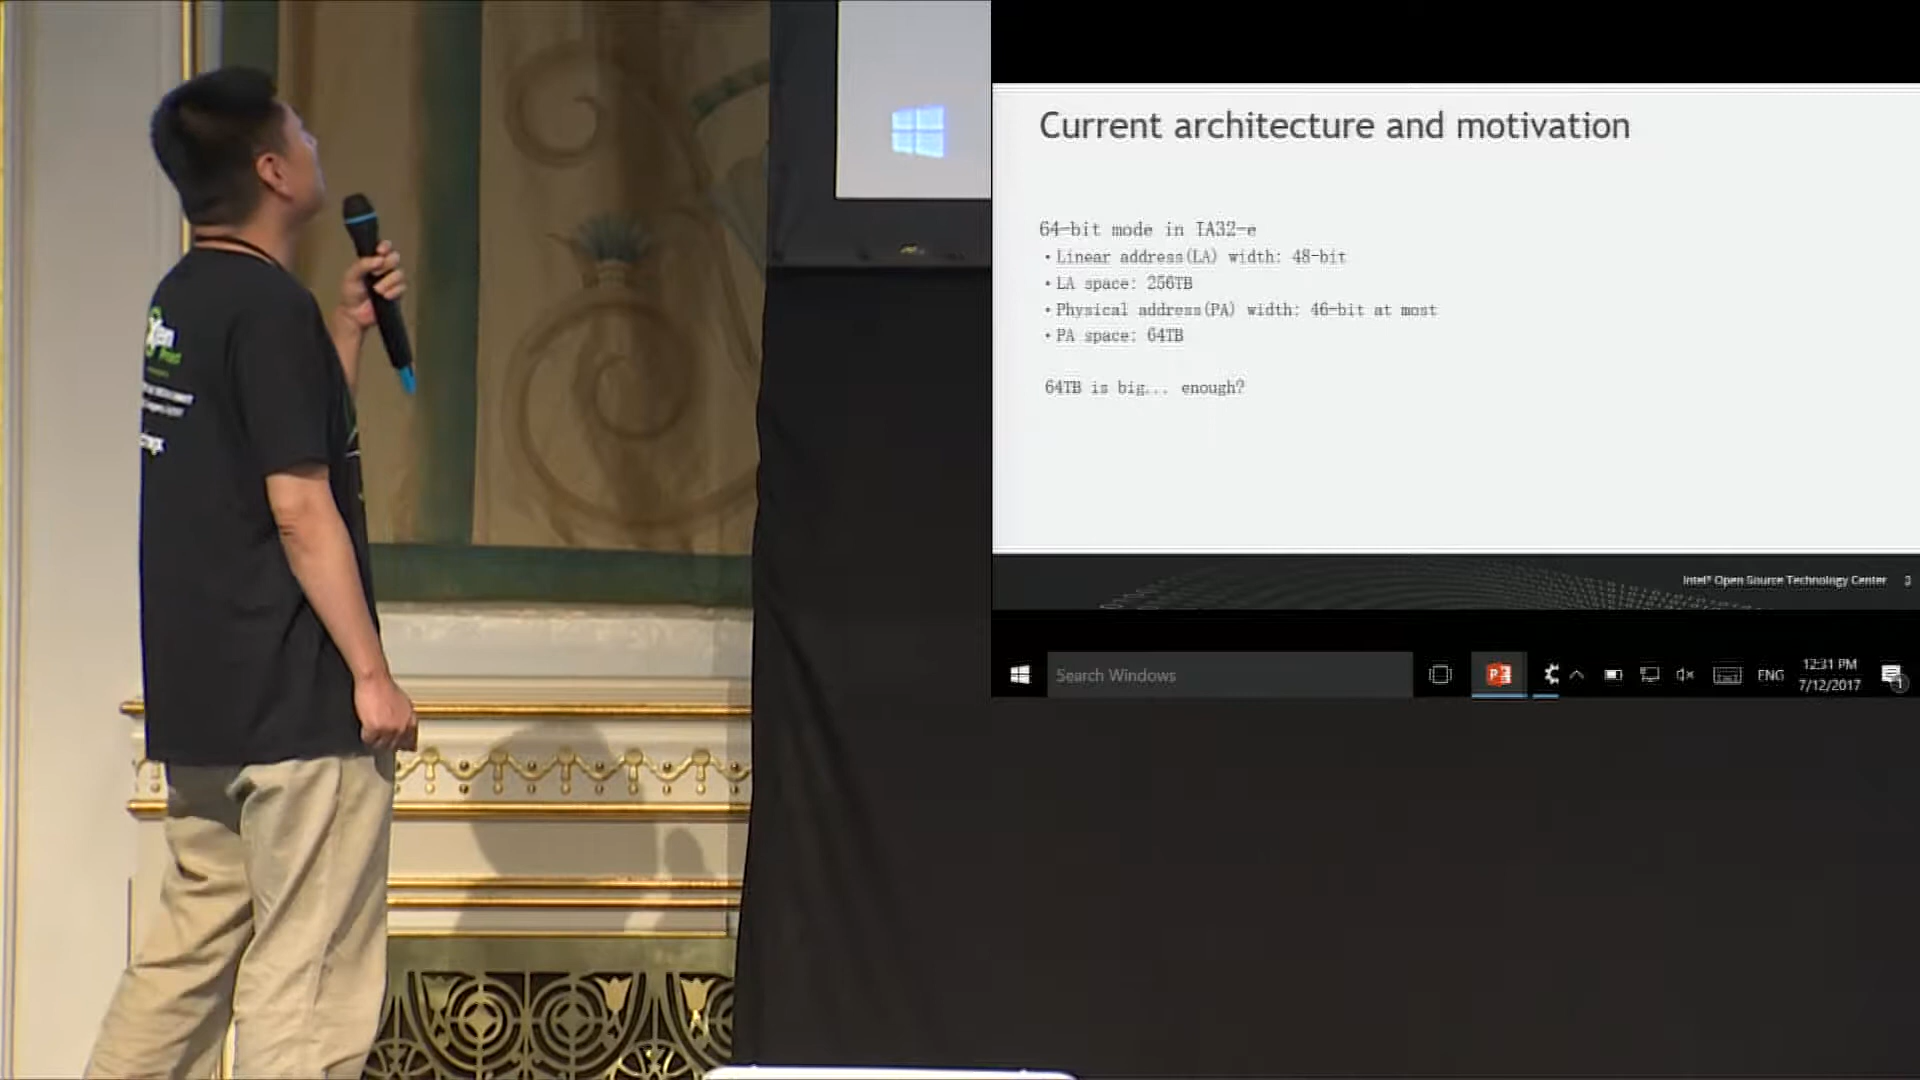 Current architecture and motivation
64-bit mode in IA32-e
• Linear address(LA) width: 48-bit
• LA space: 256TB
• Physical address(PA) width: 46-bit at most
• PA space: 64TB
64TB is big... enough?
Intel® Open Source Technology Center 3
Search Windows
ENG
12:31 PM
7/12/2017
1